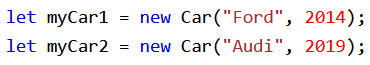 let myCar1 = new Car("Ford", 2014);
let myCar2 = new Car("Audi", 2019);